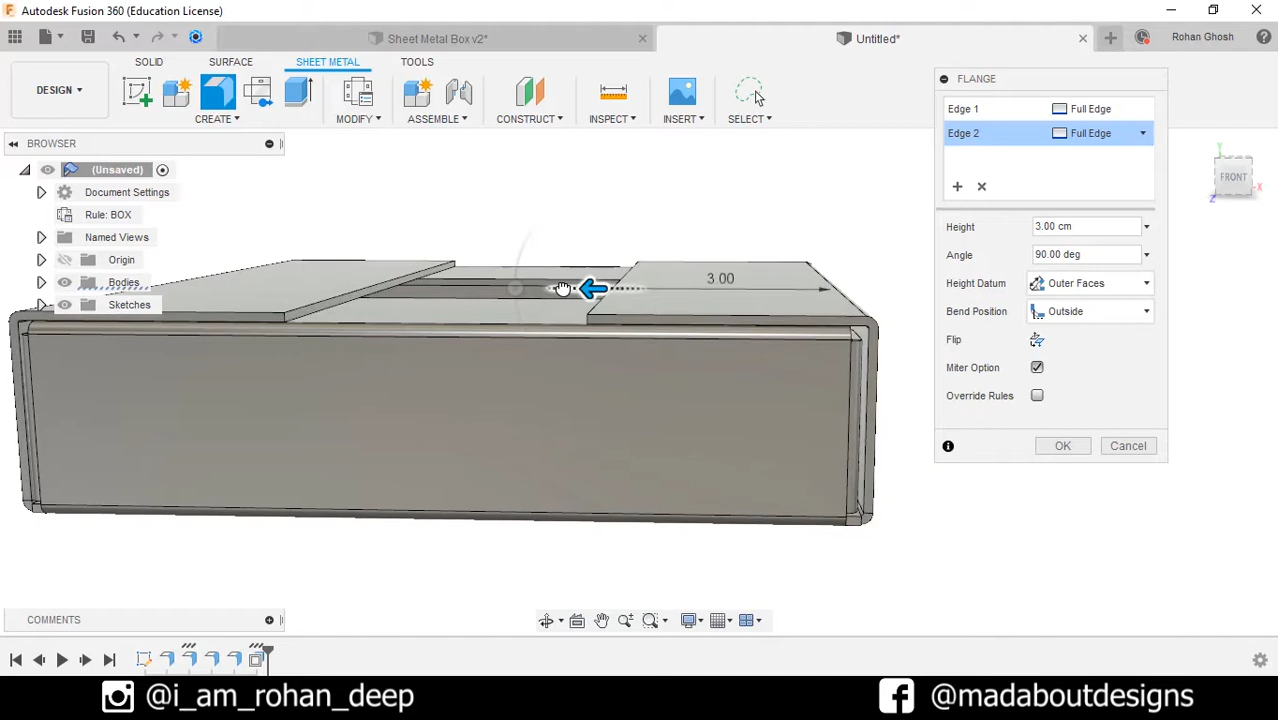 Autodesk Fusion 360 (Education License)
Sheet Metal Box v2*
Untitled*
Rohan Ghosh
SOLID
SURFACE
SHEET METAL
TOOLS
DESIGN
CREATE
MODIFY
ASSEMBLE
CONSTRUCT
INSPECT
INSERT
SELECT
BROWSER
(Unsaved)
Document Settings
Rule: BOX
Named Views
Origin
Bodies
Sketches
FLANGE
Edge 1 Full Edge
Edge 2 Full Edge
Height 3.00 cm
Angle 90.00 deg
Height Datum Outer Faces
Bend Position Outside
Flip
Miter Option
Override Rules
OK Cancel
FRONT
Y
X
Z
3.00
COMMENTS
@i_am_rohan_deep
@madaboutdesigns